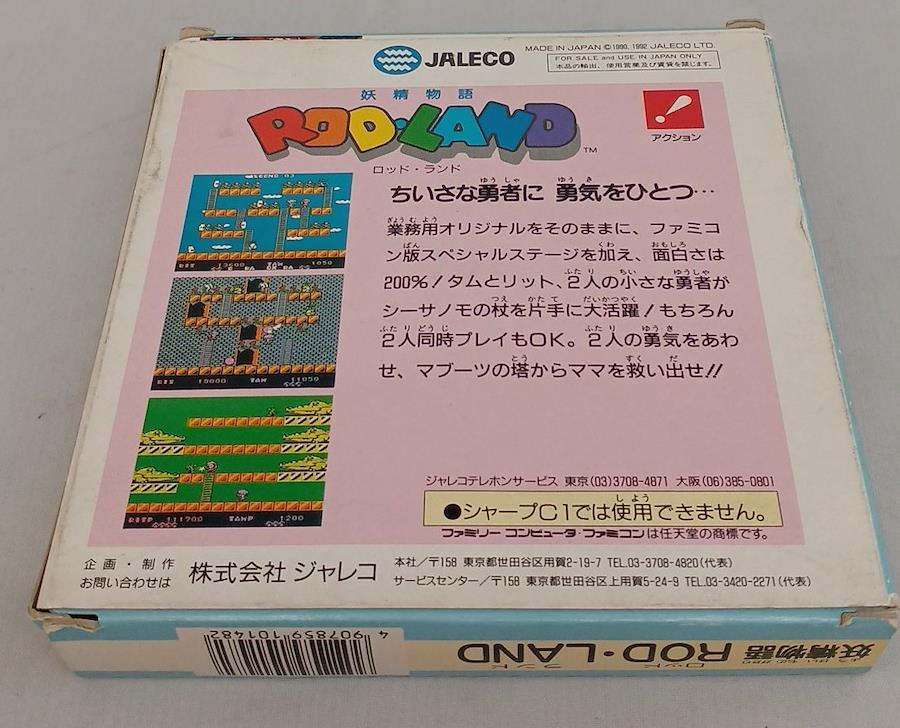 JALECO
MADE IN JAPAN ©1990, 1992 JALECO LTD.
FOR SALE and USE IN JAPAN ONLY
本品の輸出、使用営業及び賃貸を禁じます。
妖精物語
ROD・LAND™
ロッド・ランド
アクション
ちいさな勇者に 勇気をひとつ…
業務用オリジナルをそのままに、ファミコ
ン版スペシャルステージを加え、面白さは
200%!タムとリット、2人の小さな勇者が
シーサノモの杖を片手に大活躍!もちろん
2人同時プレイもOK。2人の勇気をあわ
せ、マブーツの塔からママを救い出せ!!
ジャレコテレホンサービス 東京(03)3708-4871 大阪(06)385-0801
●シャープC1では使用できません。
ファミリーコンピュータ・ファミコンは任天堂の商標です。
企画・制作
お問い合わせは
株式会社 ジャレコ
本社/〒158 東京都世田谷区用賀2-19-7 TEL.03-3708-4820(代表)
サービスセンター/〒158 東京都世田谷区上用賀5-24-9 TEL.03-3420-2271(代表)
妖精物語 ROD・LAND
ロッド ランド
4 907859 101482